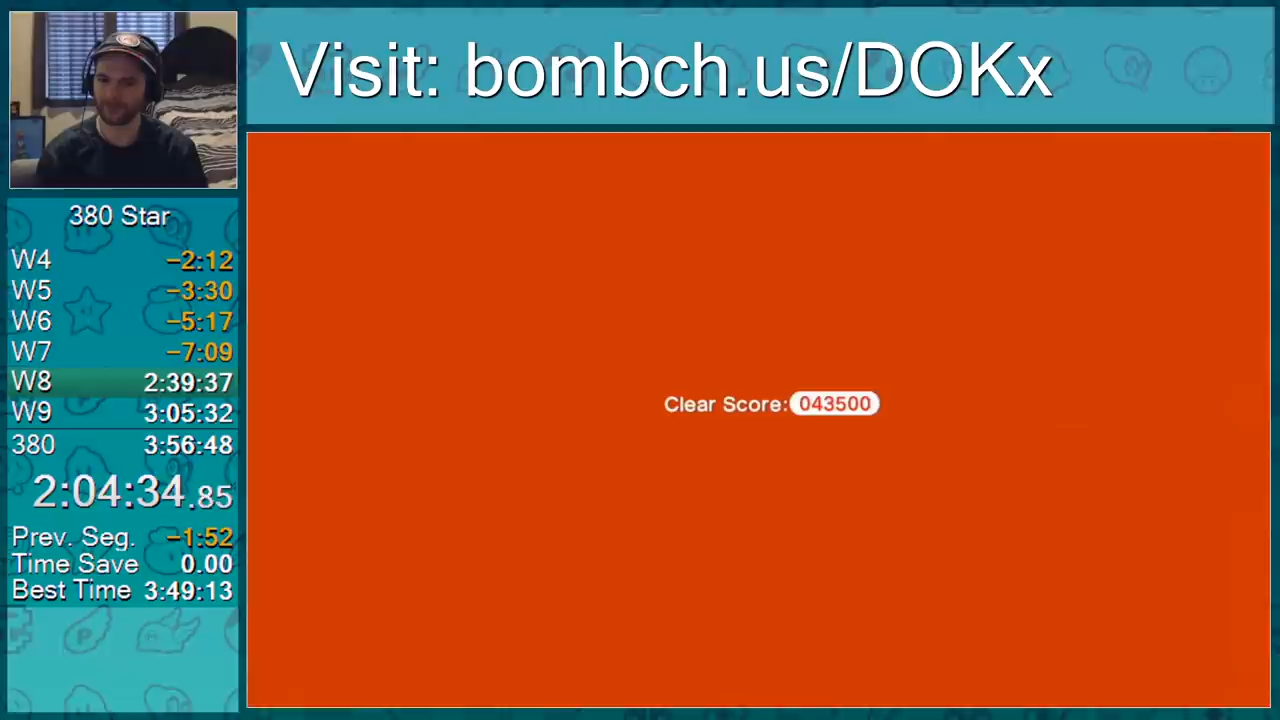 Visit: bombch.us/DOKx
380 Star
W4 -2:12
W5 -3:30
W6 -5:17
W7 -7:09
W8 2:39:37
W9 3:05:32
380 3:56:48
2:04:34.85
Prev. Seg. -1:52
Time Save 0.00
Best Time 3:49:13
Clear Score: 043500